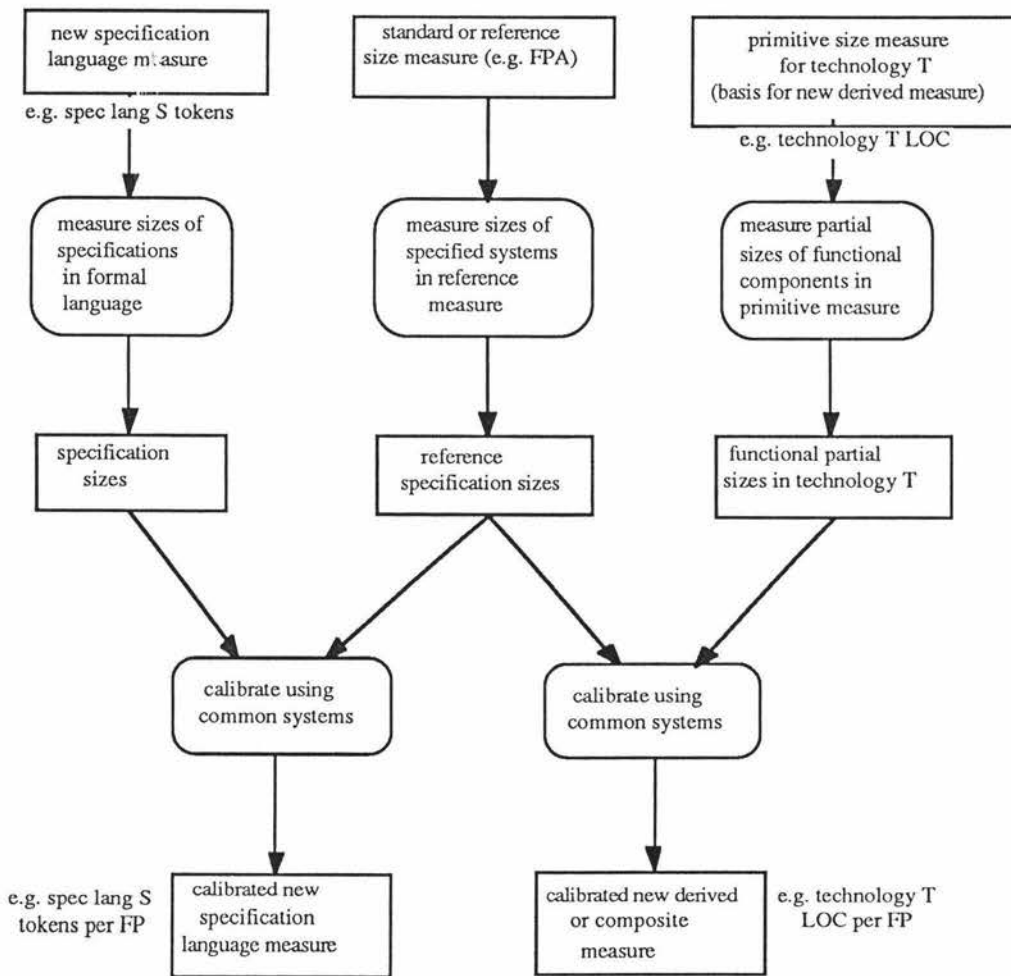 new specification
language measure
e.g. spec lang S tokens
standard or reference
size measure (e.g. FPA)
primitive size measure
for technology T
(basis for new derived measure)
e.g. technology T LOC
measure sizes of
specifications
in formal
language
measure sizes of
specified systems
in reference
measure
measure partial
sizes of functional
components in
primitive measure
specification
sizes
reference
specification sizes
functional partial
sizes in technology T
calibrate using
common systems
calibrate using
common systems
e.g. spec lang S
tokens per FP
calibrated new
specification
language measure
calibrated new derived
or composite
measure
e.g. technology T
LOC per FP